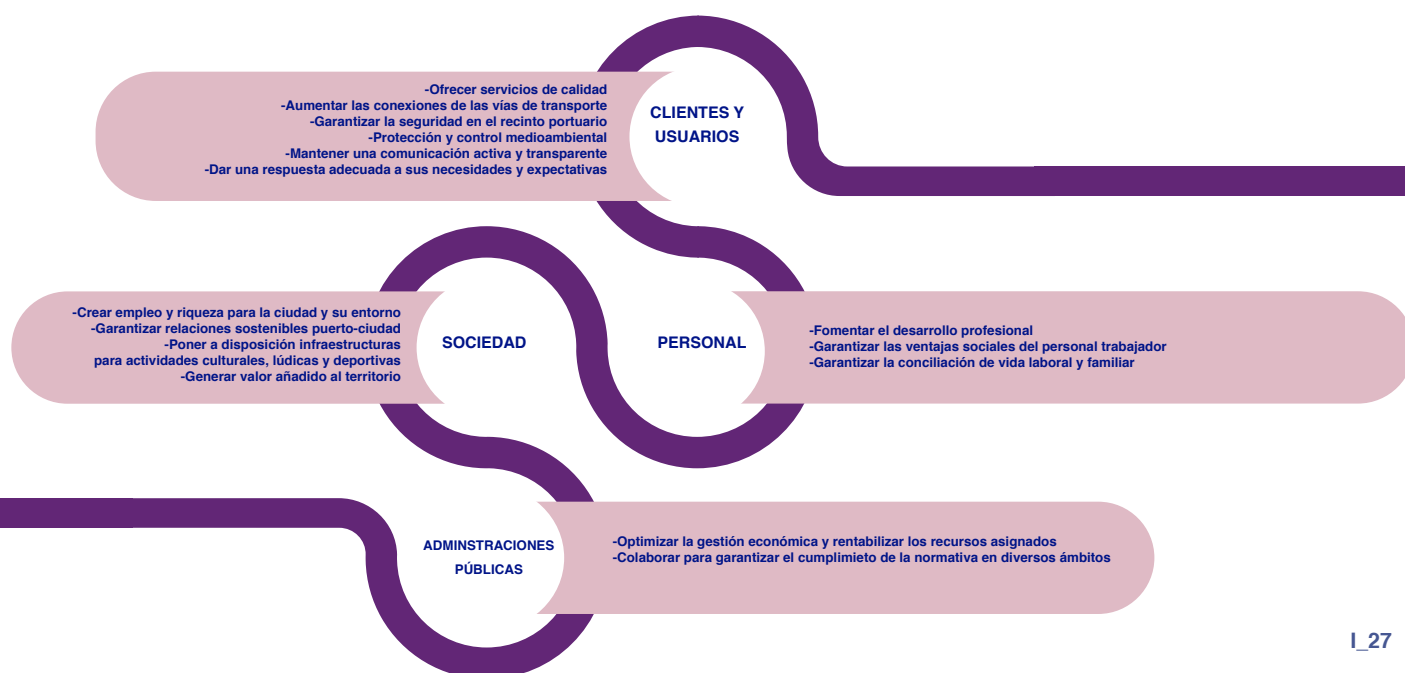 -Ofrecer servicios de calidad
-Aumentar las conexiones de las vías de transporte
-Garantizar la seguridad en el recinto portuario
-Protección y control medioambiental
-Mantener una comunicación activa y transparente
-Dar una respuesta adecuada a sus necesidades y expectativas
CLIENTES Y
USUARIOS
-Crear empleo y riqueza para la ciudad y su entorno
-Garantizar relaciones sostenibles puerto-ciudad
-Poner a disposición infraestructuras
para actividades culturales, lúdicas y deportivas
-Generar valor añadido al territorio
SOCIEDAD
PERSONAL
-Fomentar el desarrollo profesional
-Garantizar las ventajas sociales del personal trabajador
-Garantizar la conciliación de vida laboral y familiar
ADMINSTRACIONES
PÚBLICAS
-Optimizar la gestión económica y rentabilizar los recursos asignados
-Colaborar para garantizar el cumplimieto de la normativa en diversos ámbitos
I_27